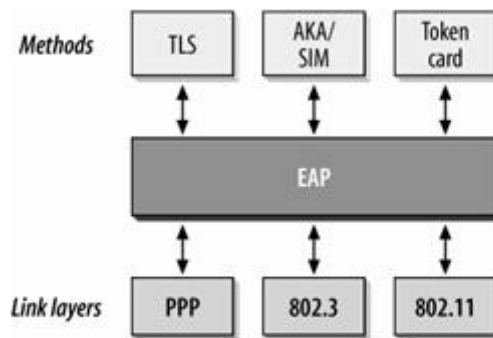 Methods
TLS
AKA/
SIM
Token
card
EAP
Link layers
PPP
802.3
802.11